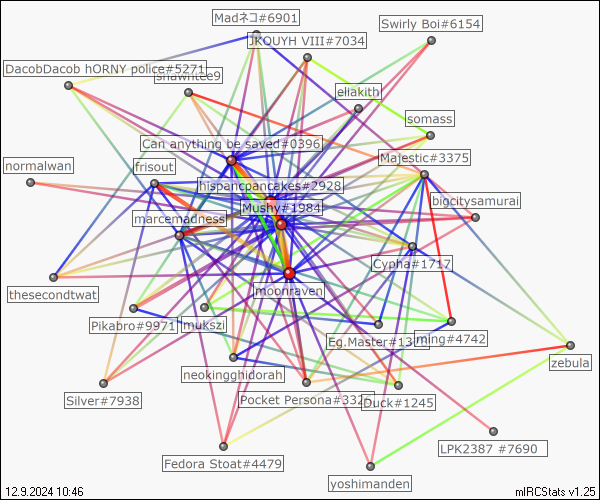 Madネコ#6901
Swirly Boi#6154
JKOUYH VIII#7034
DacobDacob hORNY police#5271
shawntee9
eliakith
somass
Can anything be saved#0396
Majestic#3375
normalwan
frisout
hispancpancakes#2928
bigcitysamurai
Mushy#1984
marcemadness
Cypha#1717
thesecondtwat
moonraven
Pikabro#9971
mukszi
Eg.Master#13
ming#4742
zebula
neokingghidorah
Silver#7938
Pocket Persona#332
Duck#1245
LPK2387 #7690
Fedora Stoat#4479
yoshimanden
12.9.2024 10:46
mIRCStats v1.25